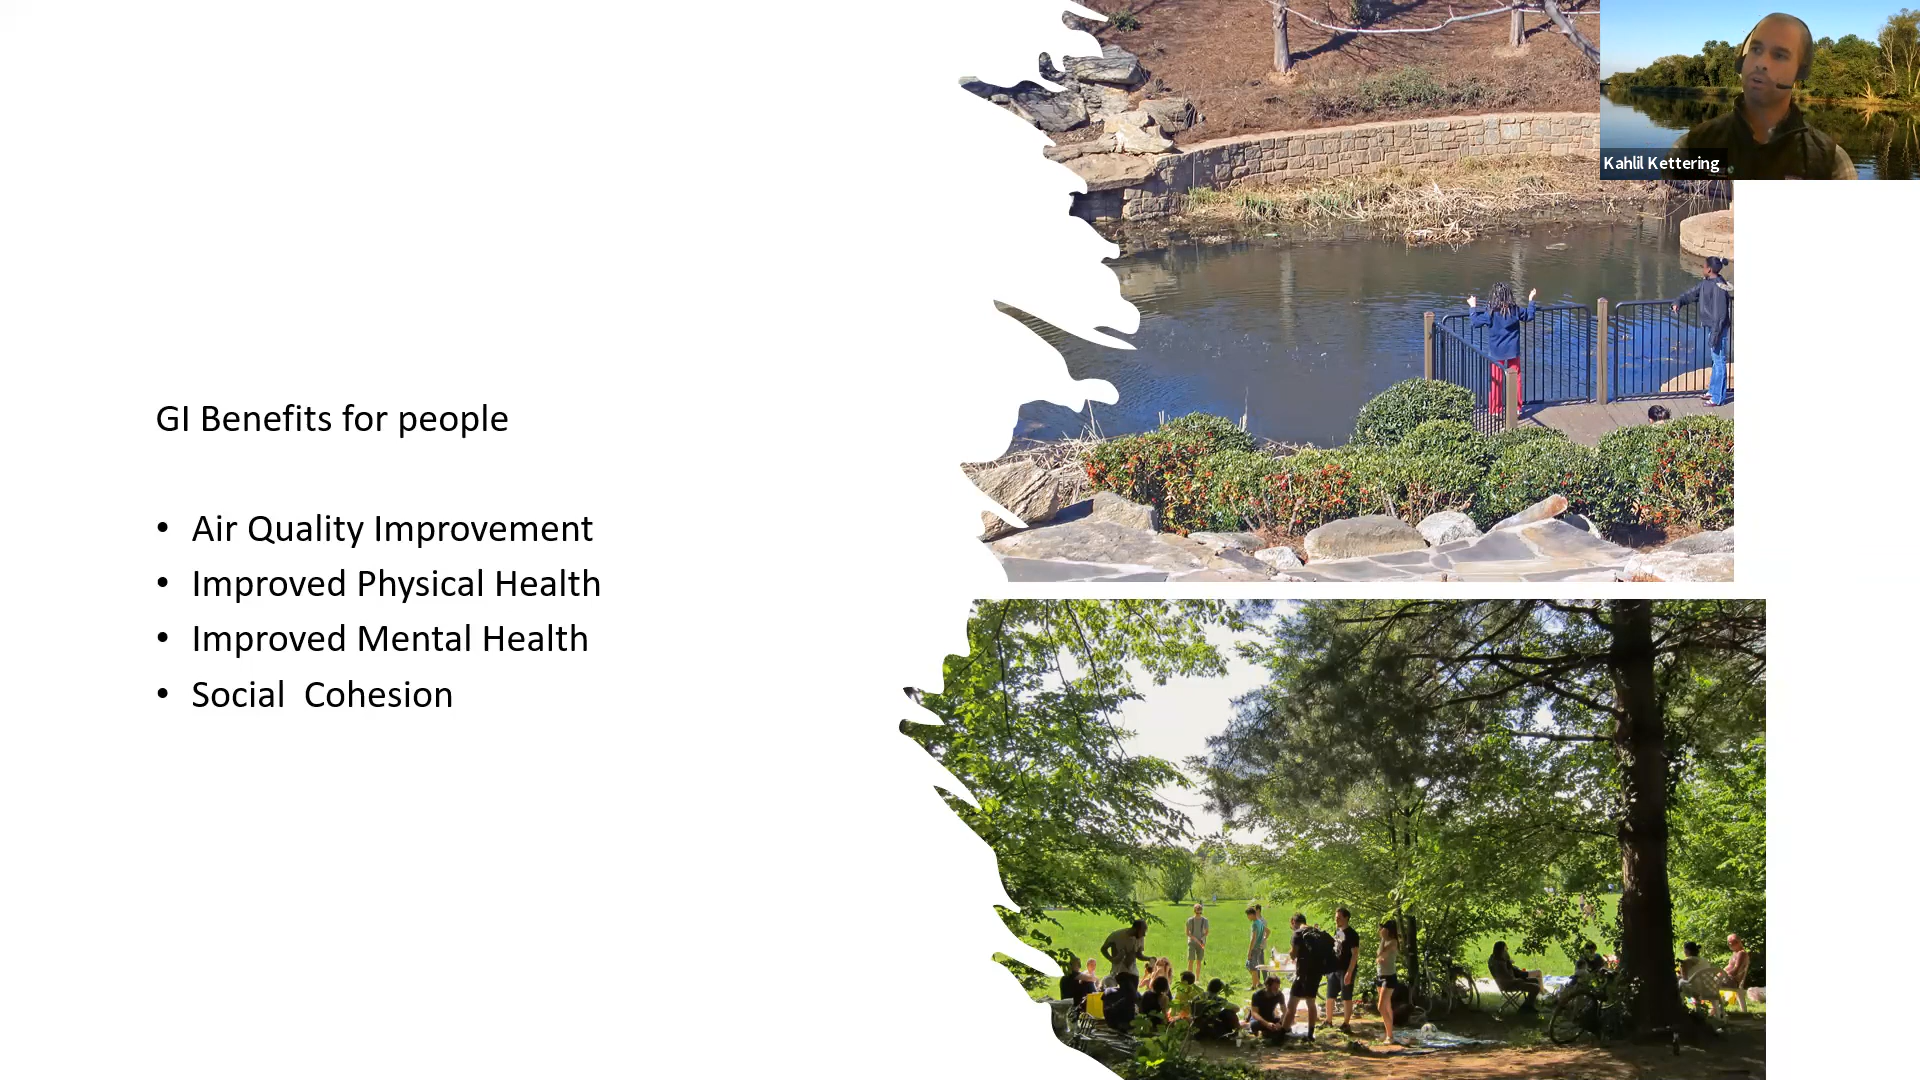 GI Benefits for people
• Air Quality Improvement
• Improved Physical Health
• Improved Mental Health
• Social  Cohesion
Kahlil Kettering